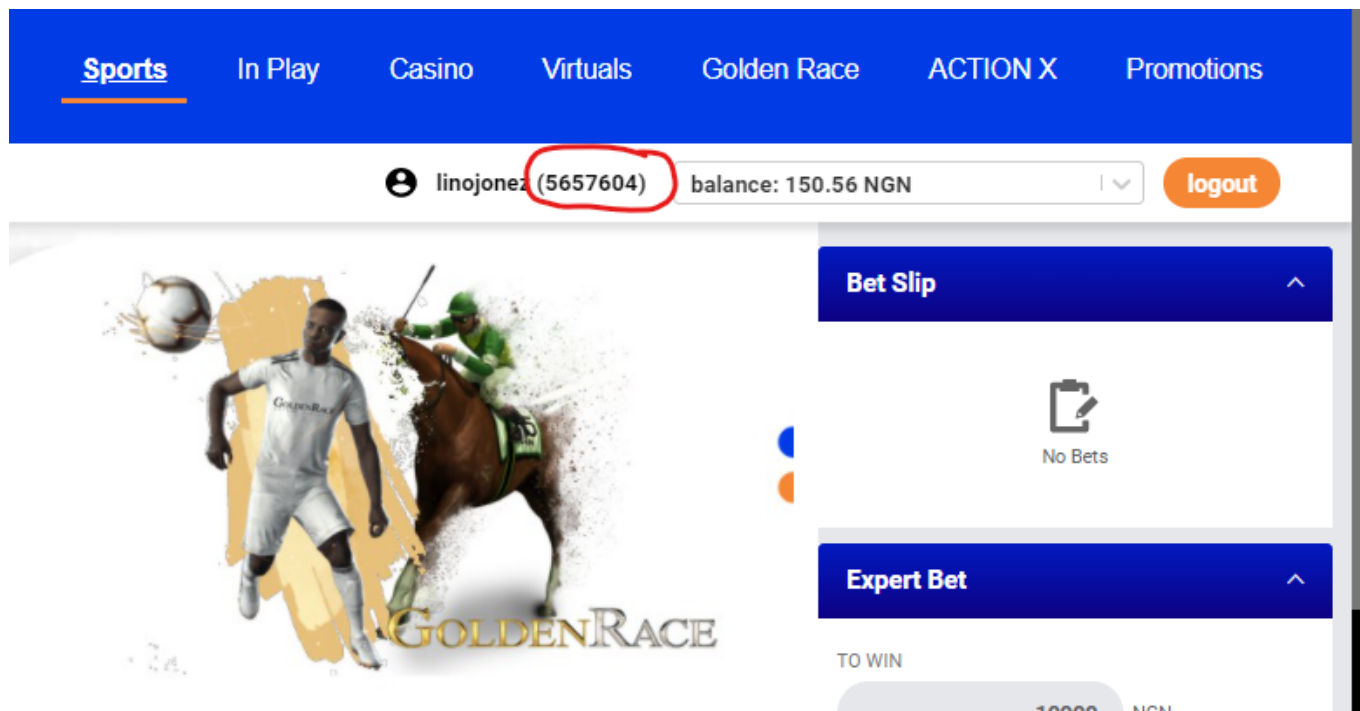 Sports In Play Casino Virtuals Golden Race ACTION X Promotions
linojonez (5657604) balance: 150.56 NGN logout
Bet Slip
No Bets
GoldenRace
GOLDENRACE
Expert Bet
TO WIN
10000 NGN